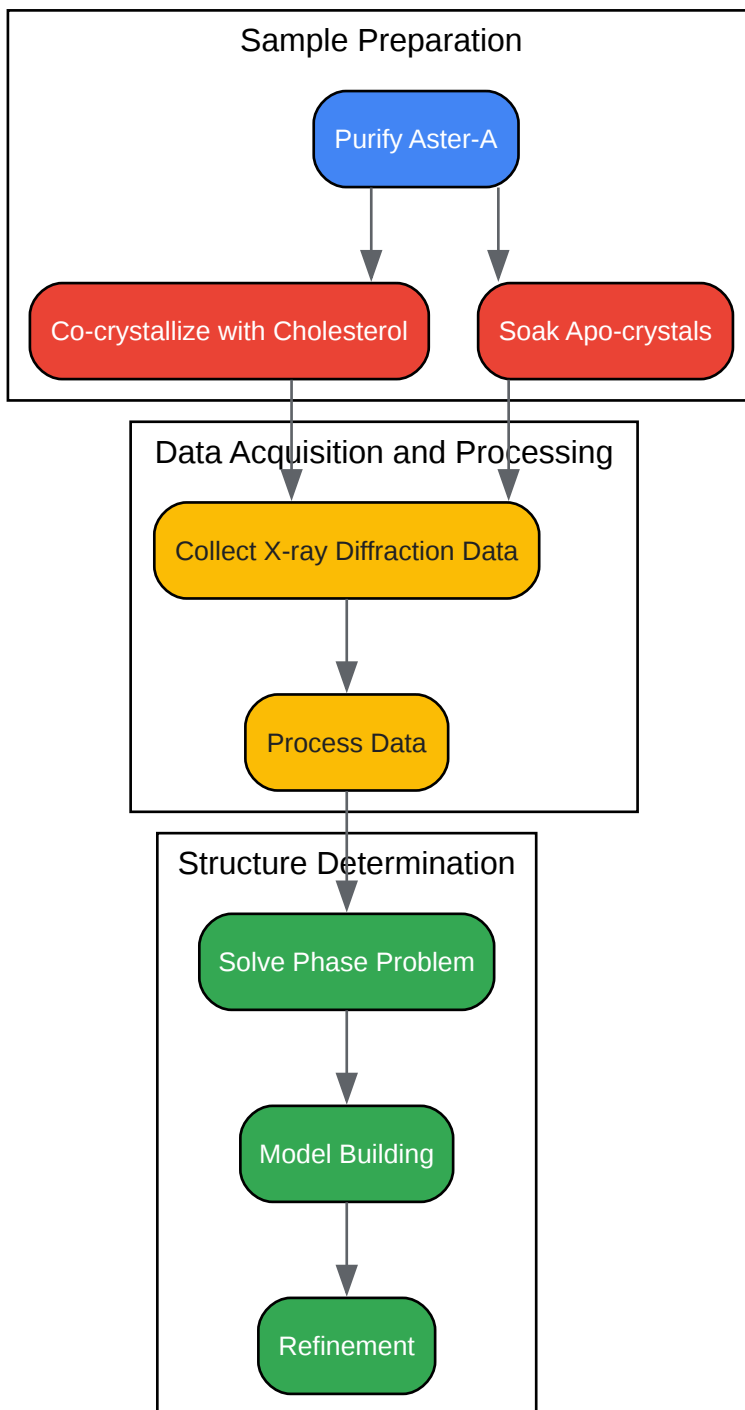 Sample Preparation
Purify Aster-A
Co-crystallize with Cholesterol
Soak Apo-crystals
Data Acquisition and Processing
Collect X-ray Diffraction Data
Process Data
Structure Determination
Solve Phase Problem
Model Building
Refinement